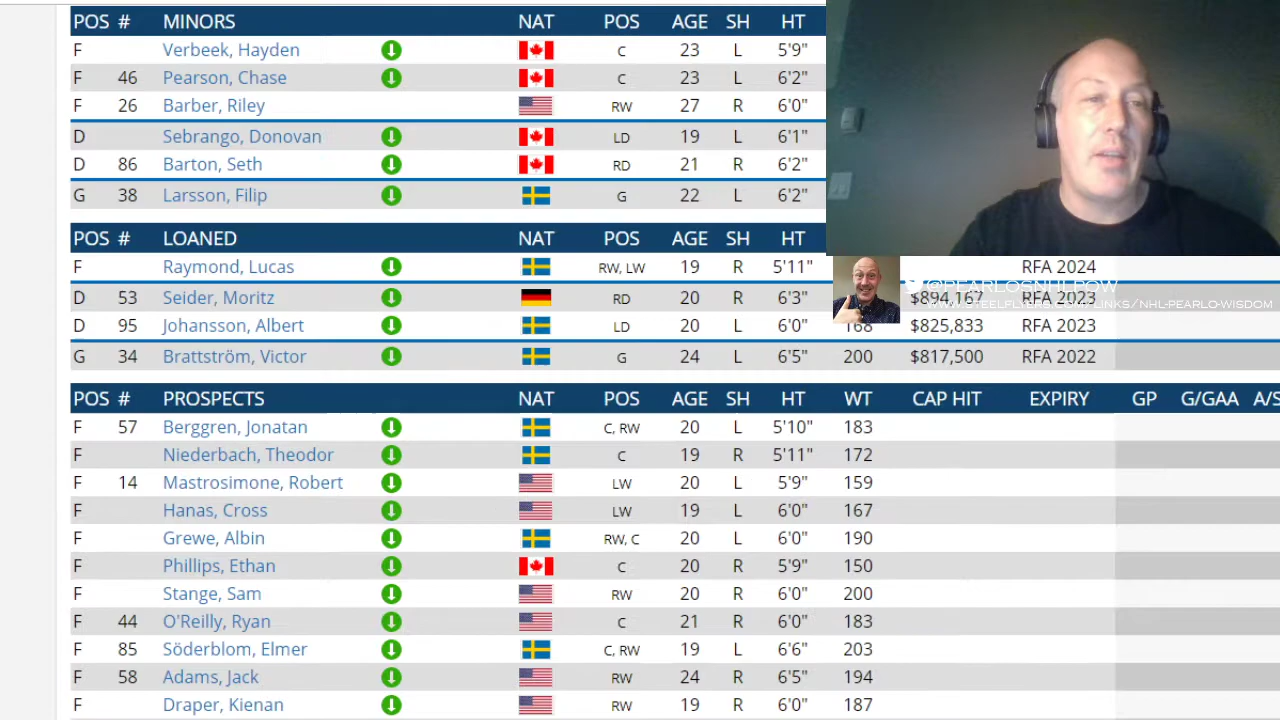 POS # MINORS NAT POS AGE SH HT
F Verbeek, Hayden C 23 L 5'9"
F 46 Pearson, Chase C 23 L 6'2"
F 26 Barber, Riley RW 27 R 6'0"
D Sebrango, Donovan LD 19 L 6'1"
D 86 Barton, Seth RD 21 R 6'2"
G 38 Larsson, Filip G 22 L 6'2"
POS # LOANED NAT POS AGE SH HT
F Raymond, Lucas RW, LW 19 R 5'11" RFA 2024
@PEARLOSNHLPOW
D 53 Seider, Moritz RD 20 R 6'3" $894,167 RFA 2023
D 95 Johansson, Albert LD 20 L 6'0" 168 $825,833 RFA 2023
G 34 Brattström, Victor G 24 L 6'5" 200 $817,500 RFA 2022
POS # PROSPECTS NAT POS AGE SH HT WT CAP HIT EXPIRY GP G/GAA A/S
F 57 Berggren, Jonatan C, RW 20 L 5'10" 183
F Niederbach, Theodor C 19 R 5'11" 172
F 14 Mastrosimone, Robert LW 20 L 5'9" 159
F Hanas, Cross LW 19 L 6'0" 167
F Grewe, Albin RW, C 20 L 6'0" 190
F Phillips, Ethan C 20 R 5'9" 150
F Stange, Sam RW 20 R 6'0" 200
F 44 O'Reilly, Ryan C 21 R 6'0" 183
F 85 Söderblom, Elmer C, RW 19 L 6'6" 203
F 58 Adams, Jack RW 24 R 6'5" 194
F Draper, Kienan RW 19 R 6'0" 187